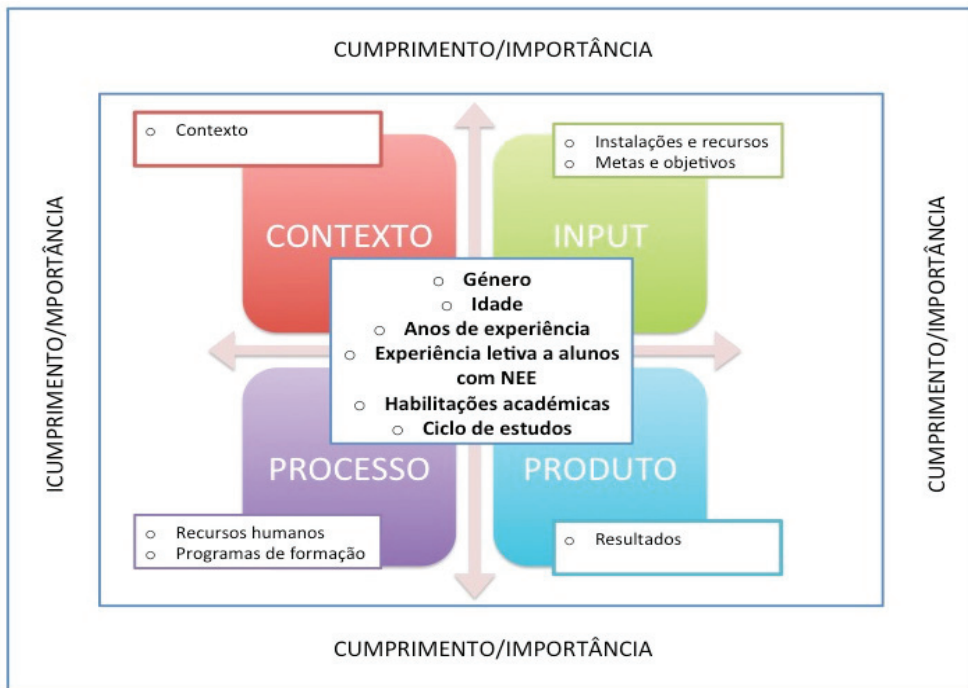 CUMPRIMENTO/IMPORTÂNCIA
○ Contexto
○ Instalações e recursos
○ Metas e objetivos
CONTEXTO
INPUT
ICUMPRIMENTO/MPORTÂNCIA
○ Género
○ Idade
○ Anos de experiência
○ Experiência letiva a alunos
com NEE
○ Habilitações académicas
○ Ciclo de estudos
CUMPRIMENTO/IMPORTÂNCIA
PROCESSO
PRODUTO
○ Recursos humanos
○ Programas de formação
○ Resultados
CUMPRIMENTO/IMPORTÂNCIA